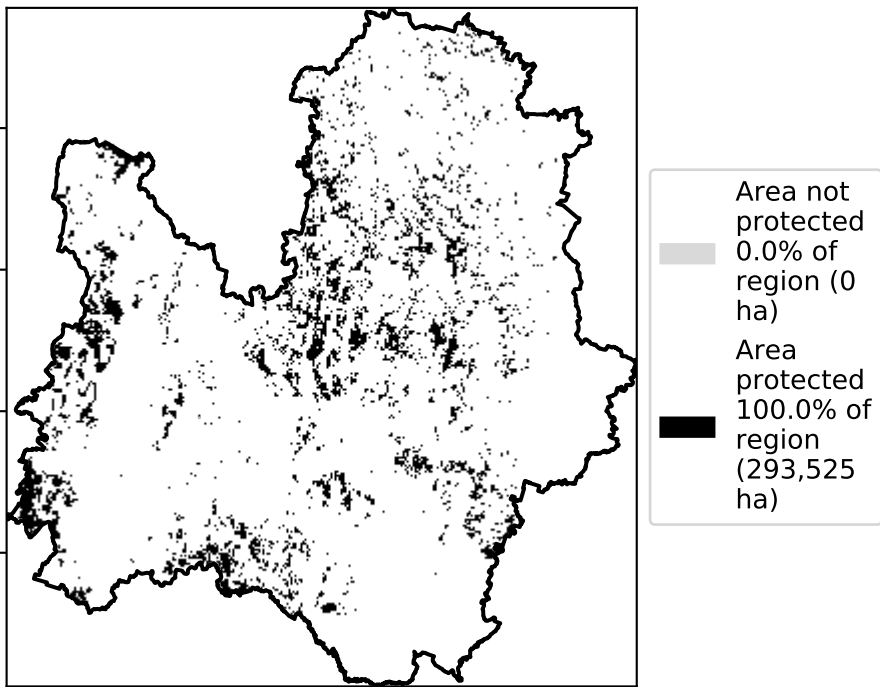 Area not
protected
0.0% of
region (0
ha)
Area
protected
100.0% of
region
(293,525
ha)